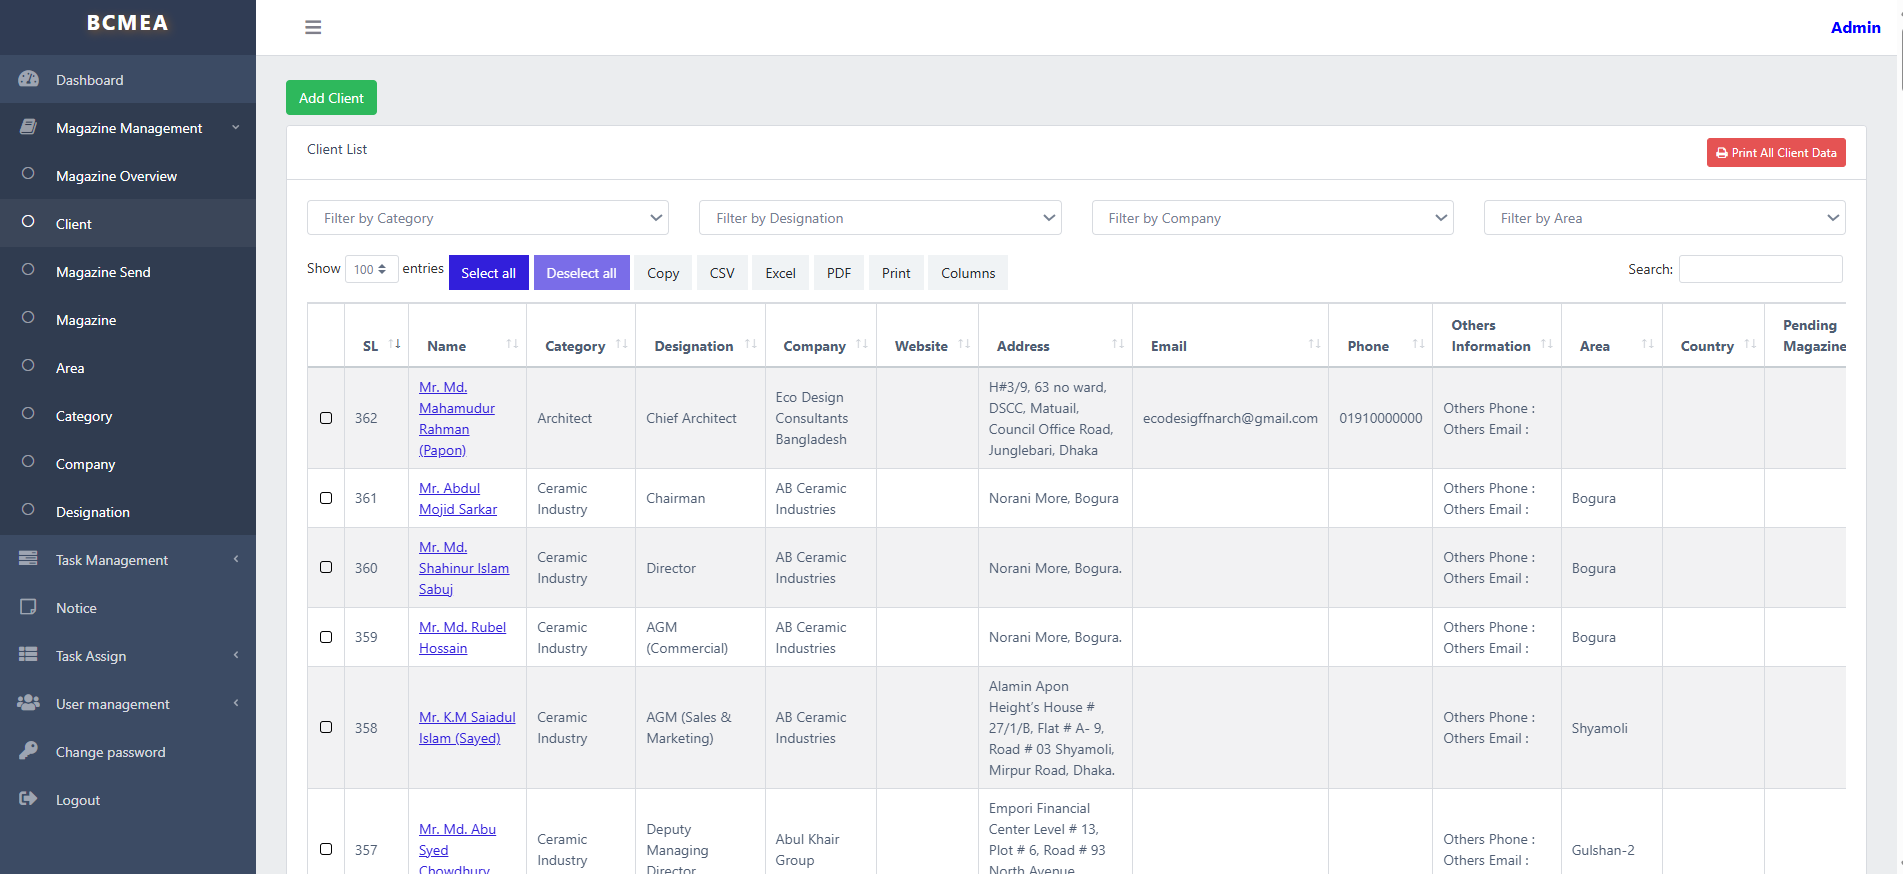 BCMEA
Admin
Dashboard
Magazine Management
Magazine Overview
Client
Magazine Send
Magazine
Area
Category
Company
Designation
Task Management
Notice
Task Assign
User management
Change password
Logout
Add Client
Client List
Print All Client Data
Filter by Category
Filter by Designation
Filter by Company
Filter by Area
Show 100 entries Select all Deselect all Copy CSV Excel PDF Print Columns Search:
SL Name Category Designation Company Website Address Email Phone Others Information Area Country Pending Magazine
362
Mr. Md.
Mahamudur
Rahman
(Papon)
Architect
Chief Architect
Eco Design
Consultants
Bangladesh
H#3/9, 63 no ward,
DSCC, Matuail,
Council Office Road,
Junglebari, Dhaka
ecodesigffnarch@gmail.com
01910000000
Others Phone :
Others Email :
361
Mr. Abdul
Mojid Sarkar
Ceramic
Industry
Chairman
AB Ceramic
Industries
Norani More, Bogura
Others Phone :
Others Email :
Bogura
360
Mr. Md.
Shahinur Islam
Sabuj
Ceramic
Industry
Director
AB Ceramic
Industries
Norani More, Bogura.
Others Phone :
Others Email :
Bogura
359
Mr. Md. Rubel
Hossain
Ceramic
Industry
AGM
(Commercial)
AB Ceramic
Industries
Norani More, Bogura.
Others Phone :
Others Email :
Bogura
358
Mr. K.M Saiadul
Islam (Sayed)
Ceramic
Industry
AGM (Sales &
Marketing)
AB Ceramic
Industries
Alamin Apon
Height's House #
27/1/B, Flat # A- 9,
Road # 03 Shyamoli,
Mirpur Road, Dhaka.
Others Phone :
Others Email :
Shyamoli
357
Mr. Md. Abu
Syed
Chowdhury
Ceramic
Industry
Deputy
Managing
Director
Abul Khair
Group
Empori Financial
Center Level # 13,
Plot # 6, Road # 93
North Avenue
Others Phone :
Others Email :
Gulshan-2